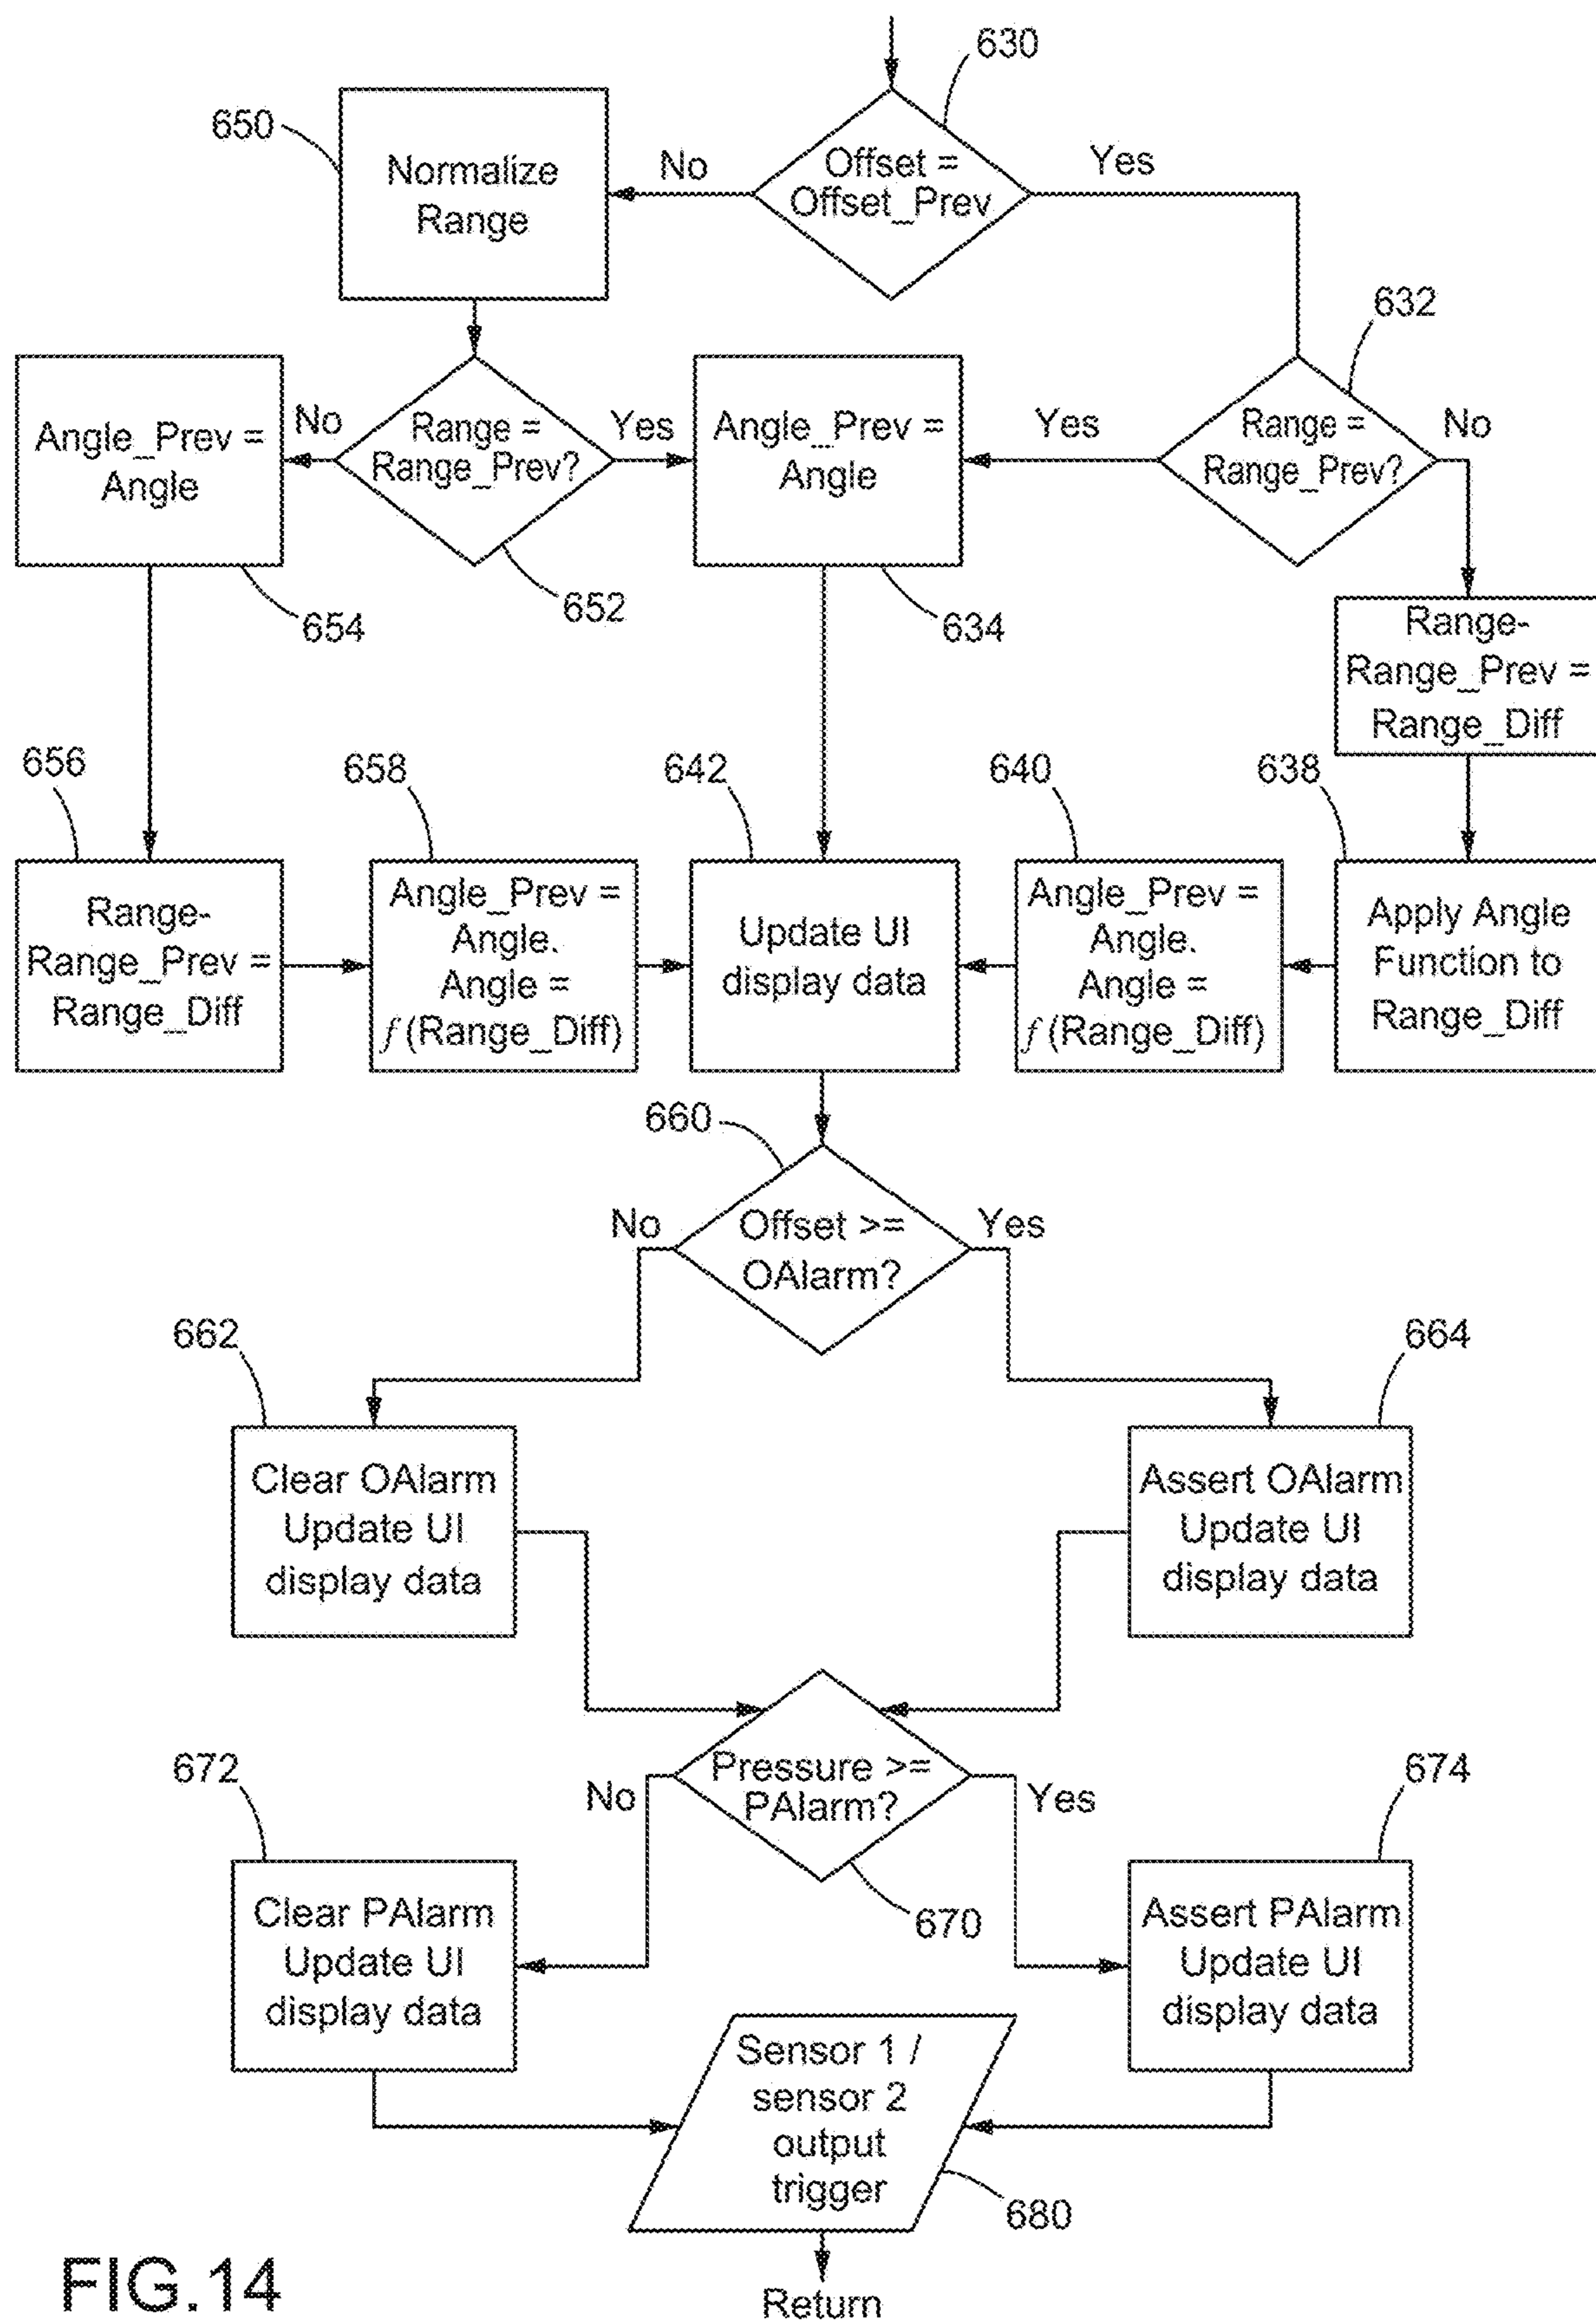 630
650
Normalize
Range
No
Offset =
Offset_Prev
Yes
632
Angle_Prev =
Angle
No
Range =
Range_Prev?
Yes
Angle_Prev =
Angle
Yes
Range =
Range_Prev?
No
654
652
634
Range-
Range_Prev =
Range_Diff
656
658
642
640
638
Range-
Range_Prev =
Range_Diff
Angle_Prev =
Angle.
Angle =
f (Range_Diff)
Update UI
display data
Angle_Prev =
Angle.
Angle =
f (Range_Diff)
Apply Angle
Function to
Range_Diff
660
No
Offset >=
OAlarm?
Yes
662
664
Clear OAlarm
Update UI
display data
Assert OAlarm
Update UI
display data
672
No
Pressure >=
PAlarm?
Yes
674
670
Clear PAlarm
Update UI
display data
Assert PAlarm
Update UI
display data
Sensor 1 /
sensor 2
output
trigger
680
Return
FIG.14